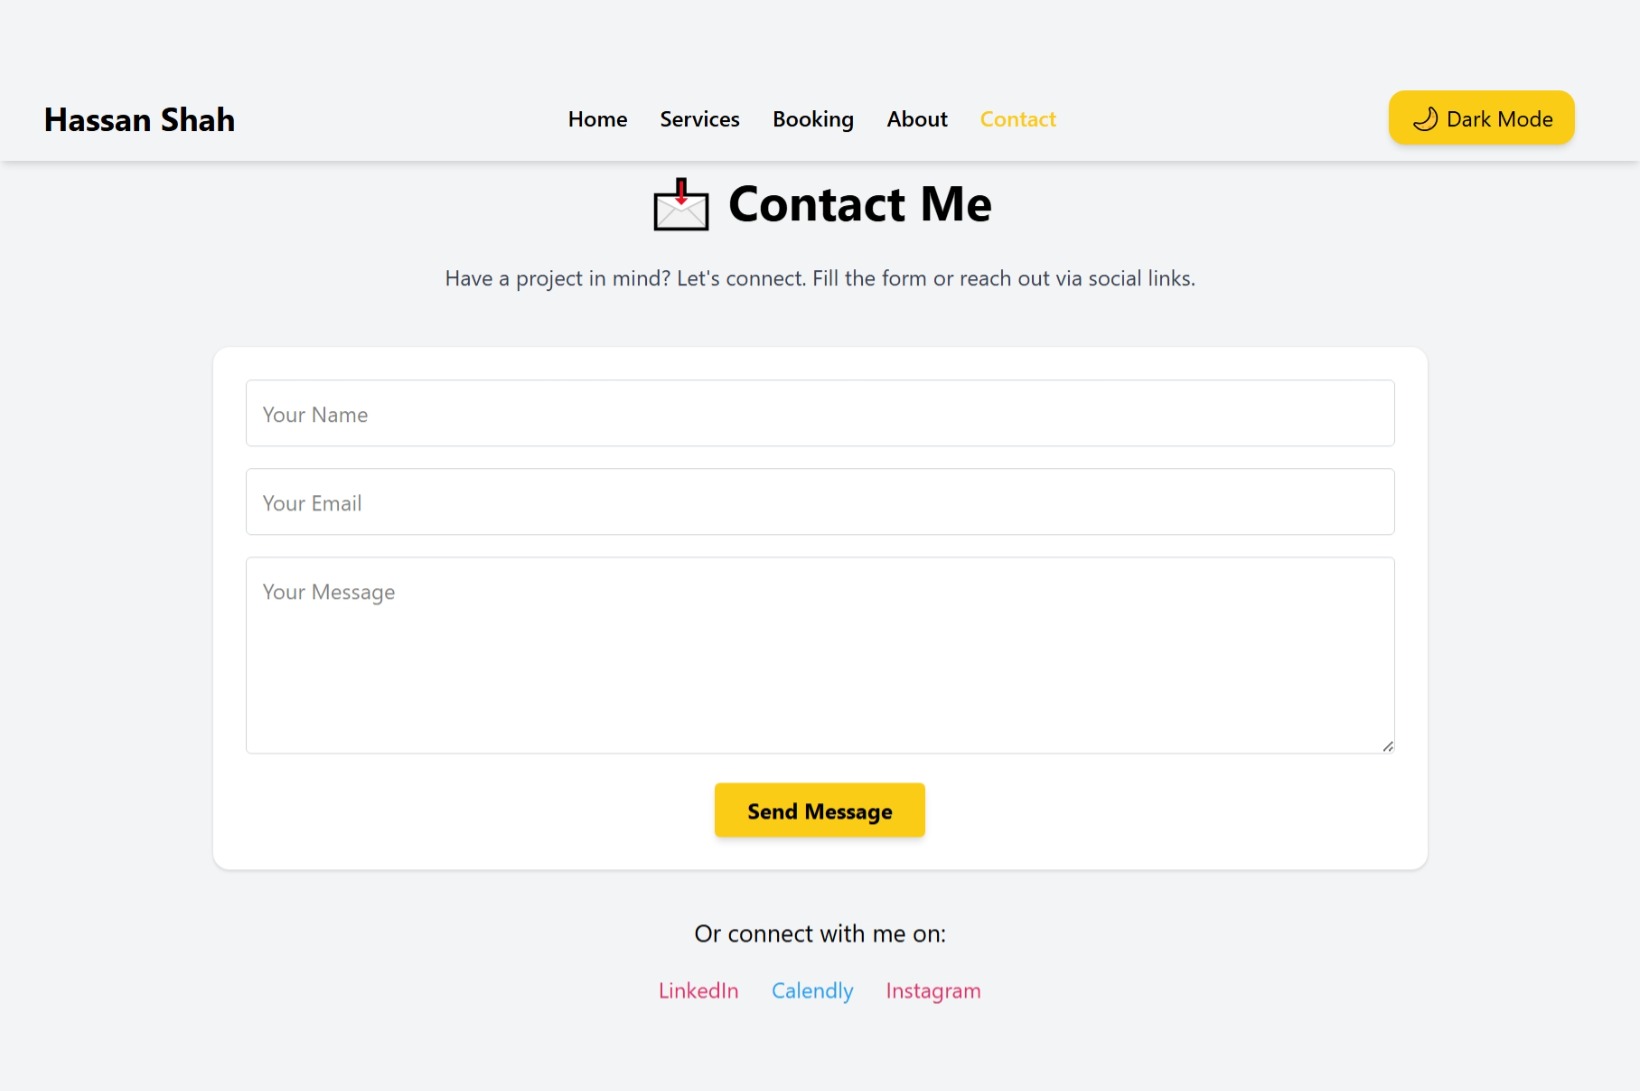 Hassan Shah
Home Services Booking About Contact
🌙 Dark Mode
📩 Contact Me
Have a project in mind? Let's connect. Fill the form or reach out via social links.
Your Name
Your Email
Your Message
Send Message
Or connect with me on:
LinkedIn Calendly Instagram